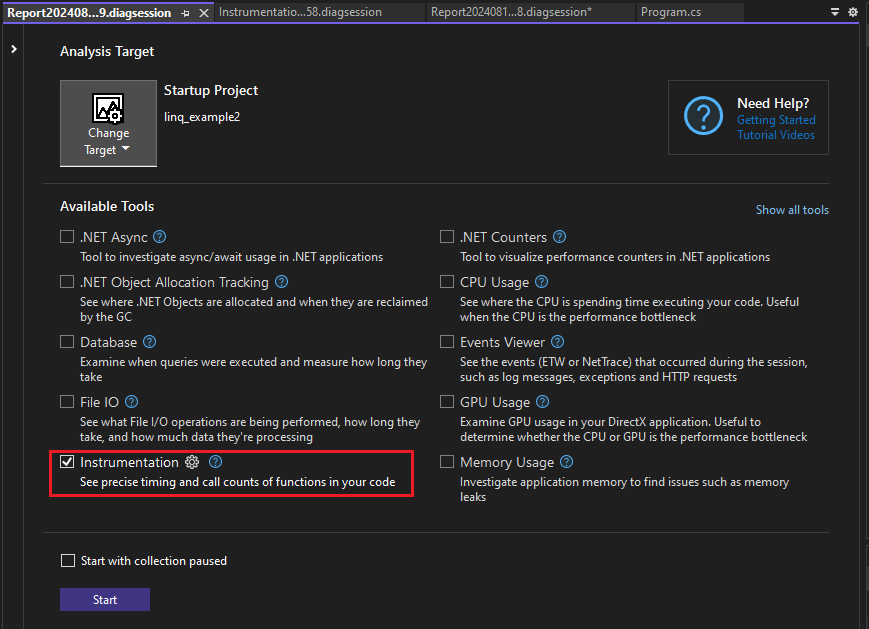 Report202408...9.diagsession
Instrumentatio...58.diagsession
Report2024081...8.diagsession*
Program.cs
Analysis Target
Change
Target
Startup Project
linq_example2
Need Help?
Getting Started
Tutorial Videos
Available Tools
Show all tools
.NET Async
Tool to investigate async/await usage in .NET applications
.NET Object Allocation Tracking
See where .NET Objects are allocated and when they are reclaimed
by the GC
Database
Examine when queries were executed and measure how long they
take
File IO
See what File I/O operations are being performed, how long they
take, and how much data they're processing
Instrumentation
See precise timing and call counts of functions in your code
.NET Counters
Tool to visualize performance counters in .NET applications
CPU Usage
See where the CPU is spending time executing your code. Useful
when the CPU is the performance bottleneck
Events Viewer
See the events (ETW or NetTrace) that occurred during the session,
such as log messages, exceptions and HTTP requests
GPU Usage
Examine GPU usage in your DirectX application. Useful to
determine whether the CPU or GPU is the performance bottleneck
Memory Usage
Investigate application memory to find issues such as memory
leaks
Start with collection paused
Start